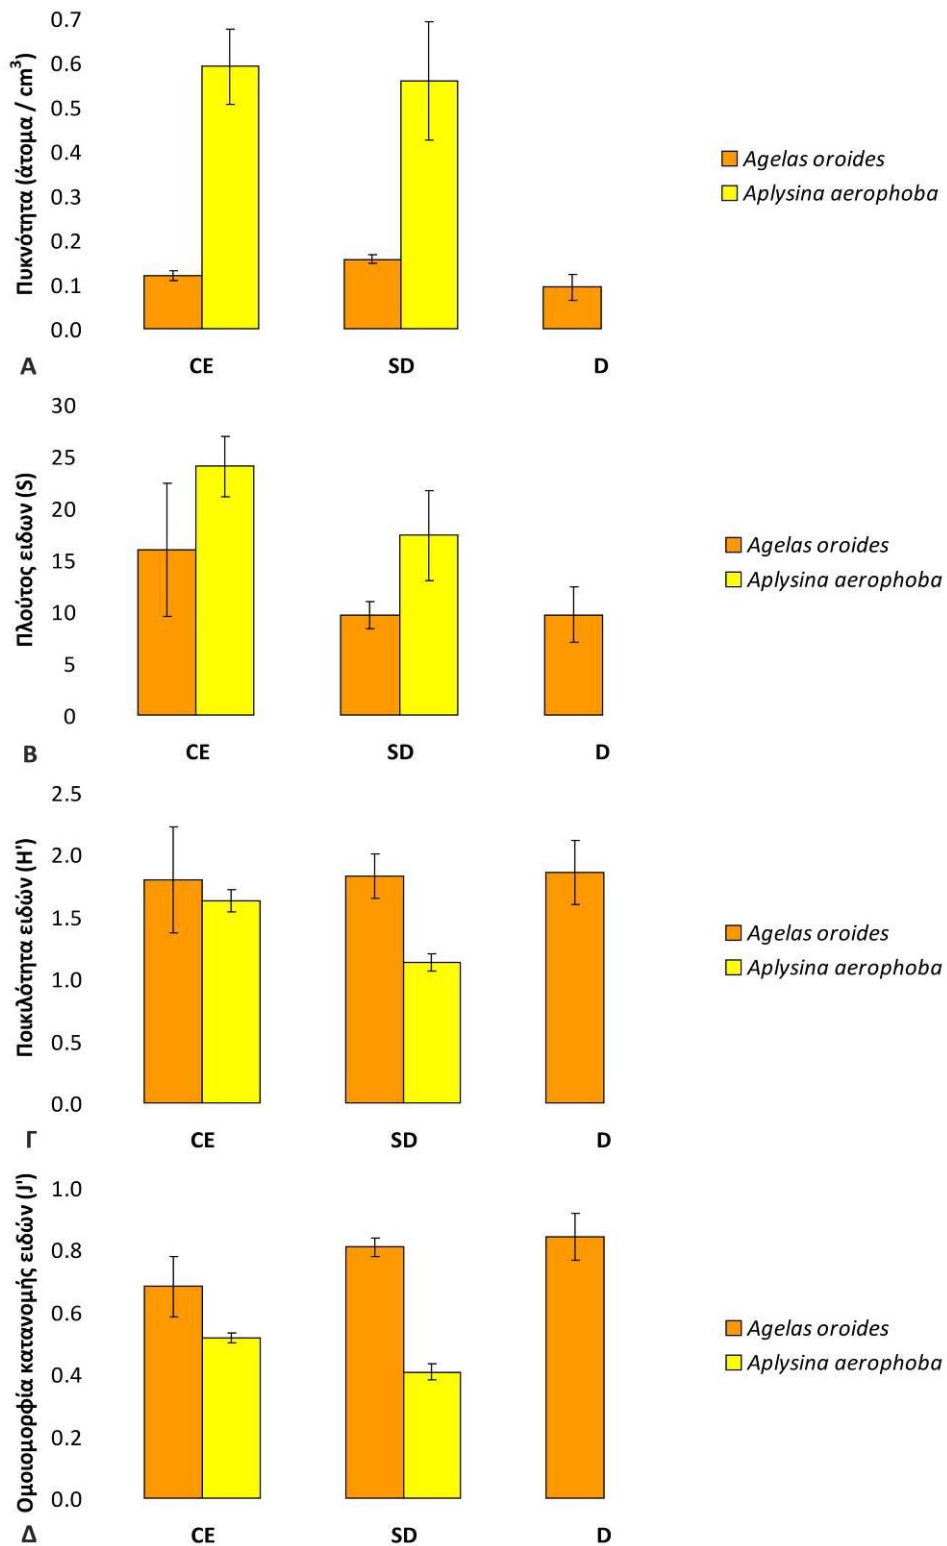 Πυκνότητα (άτομα / cm³)
0.7
0.6
0.5
0.4
0.3
0.2
0.1
0.0
CE
SD
D
Agelas oroides
Aplysina aerophoba
Α
Πλούτος ειδων (S)
30
25
20
15
10
5
0
CE
SD
D
Agelas oroides
Aplysina aerophoba
Β
Ποικιλότητα ειδών (H')
2.5
2.0
1.5
1.0
0.5
0.0
CE
SD
D
Agelas oroides
Aplysina aerophoba
Γ
Ομοιομορφία κατανομής ειδών (J')
1.0
0.8
0.6
0.4
0.2
0.0
CE
SD
D
Agelas oroides
Aplysina aerophoba
Δ